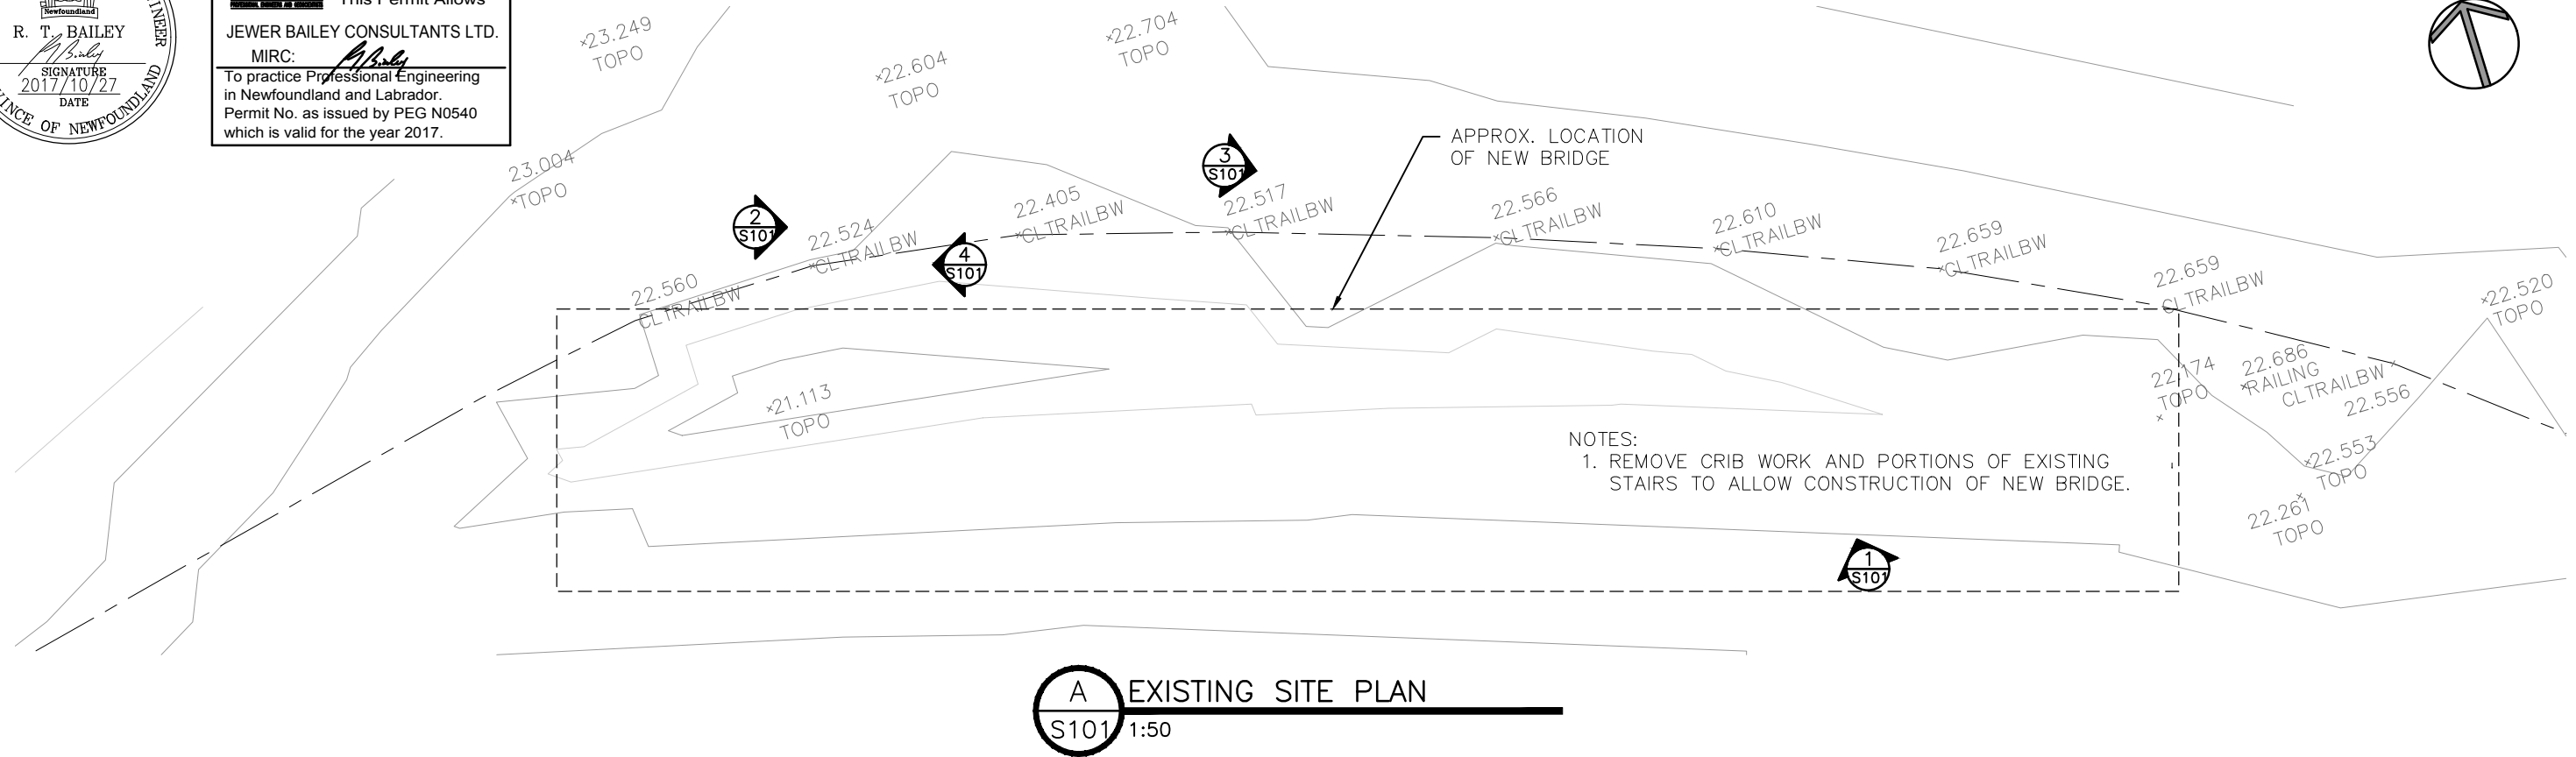 Newfoundland
R. T. BAILEY
SIGNATURE
2017/10/27
DATE
INCE OF NEWFOUNDLAND
INEER
This Permit Allows
JEWER BAILEY CONSULTANTS LTD.
MIRC:
To practice Professional Engineering
in Newfoundland and Labrador.
Permit No. as issued by PEG N0540
which is valid for the year 2017.
23.249
TOPO
22.604
TOPO
22.704
TOPO
23.004
TOPO
APPROX. LOCATION
OF NEW BRIDGE
3
S101
2
S101
4
S101
22.560
CLTRAILBW
22.524
CLTRAILBW
22.405
CLTRAILBW
22.517
CLTRAILBW
22.566
CLTRAILBW
22.610
CLTRAILBW
22.659
CLTRAILBW
22.659
CLTRAILBW
22.520
TOPO
22.174
TOPO
22.686
RAILING
CLTRAILBW
22.556
21.113
TOPO
22.553
TOPO
22.261
TOPO
NOTES:
1. REMOVE CRIB WORK AND PORTIONS OF EXISTING
STAIRS TO ALLOW CONSTRUCTION OF NEW BRIDGE.
1
S101
A
S101
EXISTING SITE PLAN
1:50